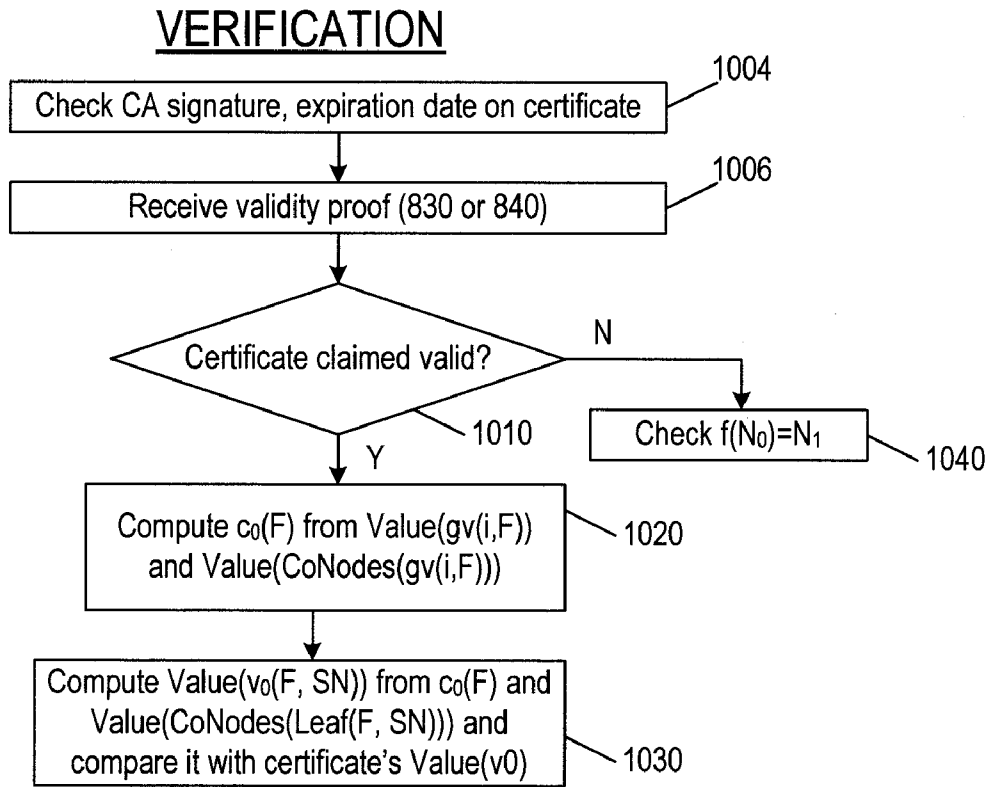 VERIFICATION
1004
Check CA signature, expiration date on certificate
1006
Receive validity proof (830 or 840)
Certificate claimed valid?
N
1010
Check f(N₀)=N₁
1040
Y
Compute c₀(F) from Value(gv(i,F))
and Value(CoNodes(gv(i,F)))
1020
Compute Value(v₀(F, SN)) from c₀(F) and
Value(CoNodes(Leaf(F, SN))) and
compare it with certificate's Value(v0)
1030